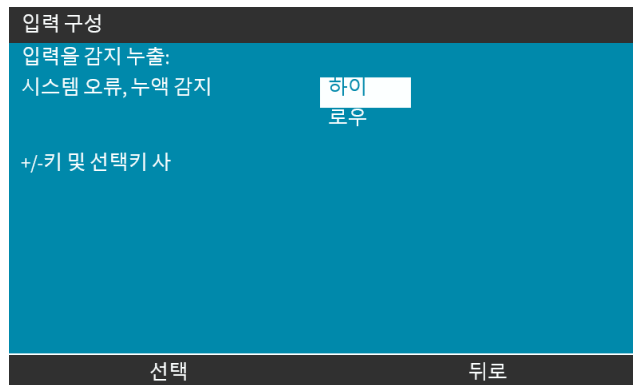 입력 구성
입력을 감지 누출:
시스템 오류, 누액 감지
하이
로우
+/-키 및 선택키 사
선택
뒤로